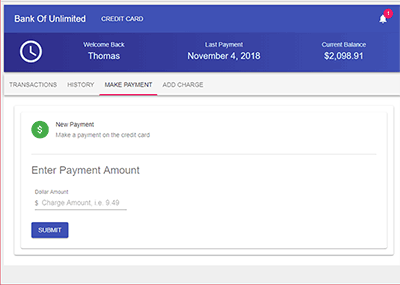 Bank Of Unlimited CREDIT CARD 1
Welcome Back Last Payment Current Balance
Thomas November 4, 2018 $2,098.91
TRANSACTIONS HISTORY MAKE PAYMENT ADD CHARGE
$ New Payment
Make a payment on the credit card
Enter Payment Amount
Dollar Amount
$ Charge Amount, i.e. 9.49
SUBMIT